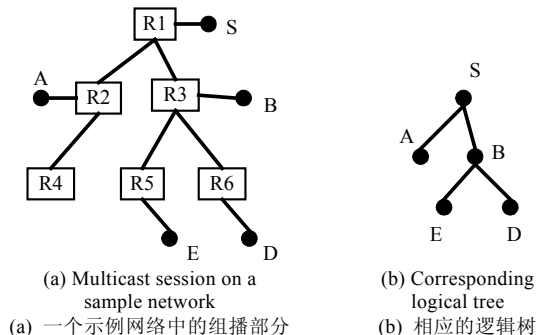 R1
S
A
R2
R3
B
R4
R5
R6
E
D
(a) Multicast session on a
sample network
(a) 一个示例网络中的组播部分
S
A
B
E
D
(b) Corresponding
logical tree
(b) 相应的逻辑树